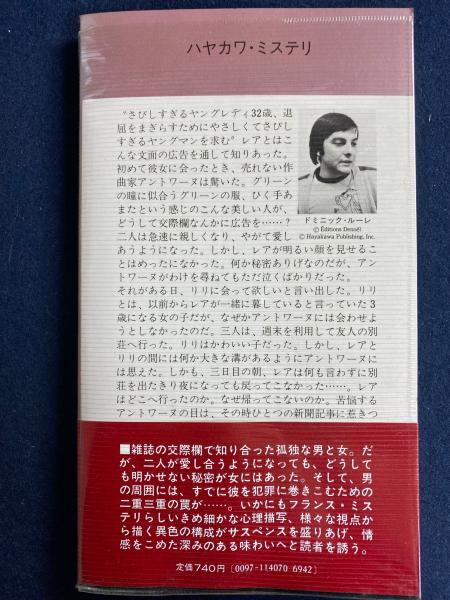 ハヤカワ・ミステリ
"さびしすぎるヤングレディ32歳、退
屈をまぎらすためにやさしくてさびし
すぎるヤングマンを求む" レアとはこ
んな文面の広告を通して知りあった。
初めて彼女に会ったとき、売れない作
曲家アントワーヌは驚いた。グリーン
の瞳に似合うグリーンの服、ひく手あ
またという感じのこんな美しい人が、
どうして交際欄なんかに広告を……?
二人は急速に親しくなり、やがて愛し
あうようになった。しかし、レアが明るい顔を見せるこ
とはめったになかった。何か秘密ありげなのだが、アン
トワーヌがわけを尋ねてもただ泣くばかりだった。
それがある日、リリに会って欲しいと言い出した。リリ
とは、以前からレアが一緒に暮していると言っていた3
歳になる女の子だが、なぜかアントワーヌには会わせよ
うとしなかったのだ。三人は、週末を利用して友人の別
荘へ行った。リリはかわいい子だった。しかし、レアと
リリの間には何か大きな溝があるようにアントワーヌに
は思えた。しかも、三日目の朝、レアは何も言わずに別
荘を出たきり夜になっても戻ってこなかった……。レア
はどこへ行ったのか。なぜ帰ってこないのか。苦悩する
アントワーヌの目は、その時ひとつの新聞記事に惹きつ
ドミニック・ルーレ
© Éditions Denoël
© Hayakawa Publishing, Inc.
■雑誌の交際欄で知り合った孤独な男と女。だ
が、二人が愛し合うようになっても、どうして
も明かせない秘密が女にはあった。そして、男
の周囲には、すでに彼を犯罪に巻きこむための
二重三重の罠が……。いかにもフランス・ミス
テリらしいきめ細かな心理描写、様々な視点か
ら描く異色の構成がサスペンスを盛りあげ、情
感をこめた深みのある味わいへと読者を誘う。
定価740円 [0097-114070-6942]